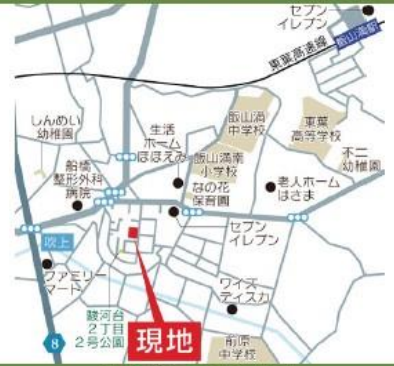 セブン
イレブン
飯山満駅
東葉高速線
しんめい
幼稚園
生活
ホーム
ほほえみ
飯山満
中学校
東葉
高等学校
不二
幼稚園
船橋
整形外科
病院
飯山満南
小学校
なの花
保育園
老人ホーム
はさま
セブン
イレブン
吹上
ファミリー
マート
ワイズ
ディスカ
駿河台
2丁目
2号公園
現地
前原
中学校
8